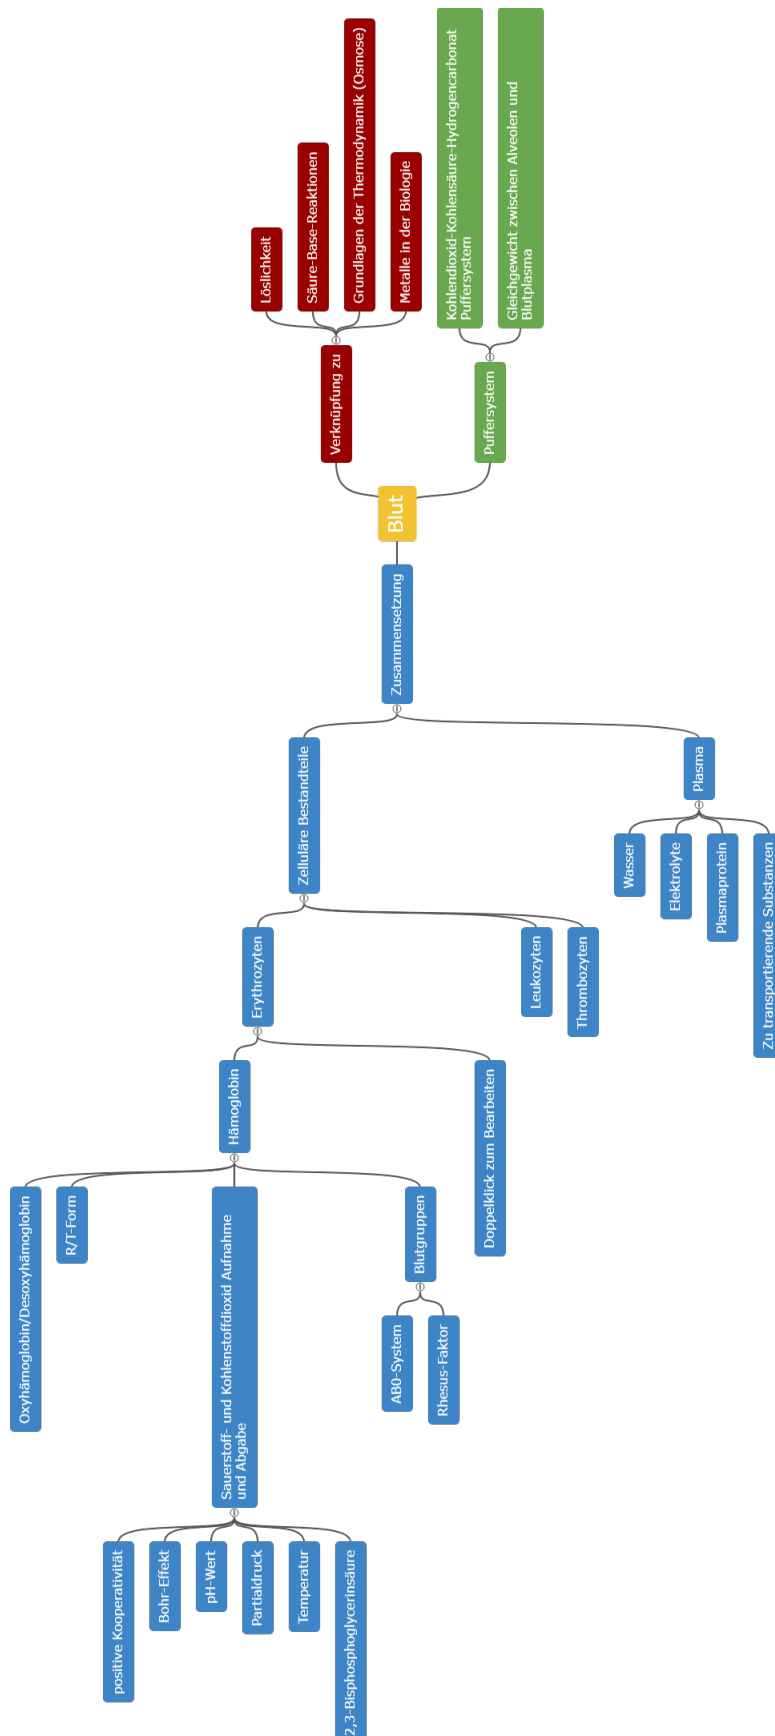 Blut
Verknüpfung zu
Löslichkeit
Säure-Base-Reaktionen
Grundlagen der Thermodynamik (Osmose)
Metalle in der Biologie
Puffersystem
Kohlendioxid-Kohlensäure-Hydrogencarbonat
Puffersystem
Gleichgewicht zwischen Alveolen und
Blutplasma
Zusammensetzung
Zelluläre Bestandteile
Erythrozyten
Hämoglobin
Oxyhämoglobin/Desoxyhämoglobin
R/T-Form
Sauerstoff- und Kohlenstoffdioxid Aufnahme
und Abgabe
positive Kooperativität
Bohr-Effekt
pH-Wert
Partialdruck
Temperatur
2,3-Bisphosphoglycerinsäure
Blutgruppen
AB0-System
Rhesus-Faktor
Doppelklick zum Bearbeiten
Leukozyten
Thrombozyten
Plasma
Wasser
Elektrolyte
Plasmaprotein
Zu transportierende Substanzen